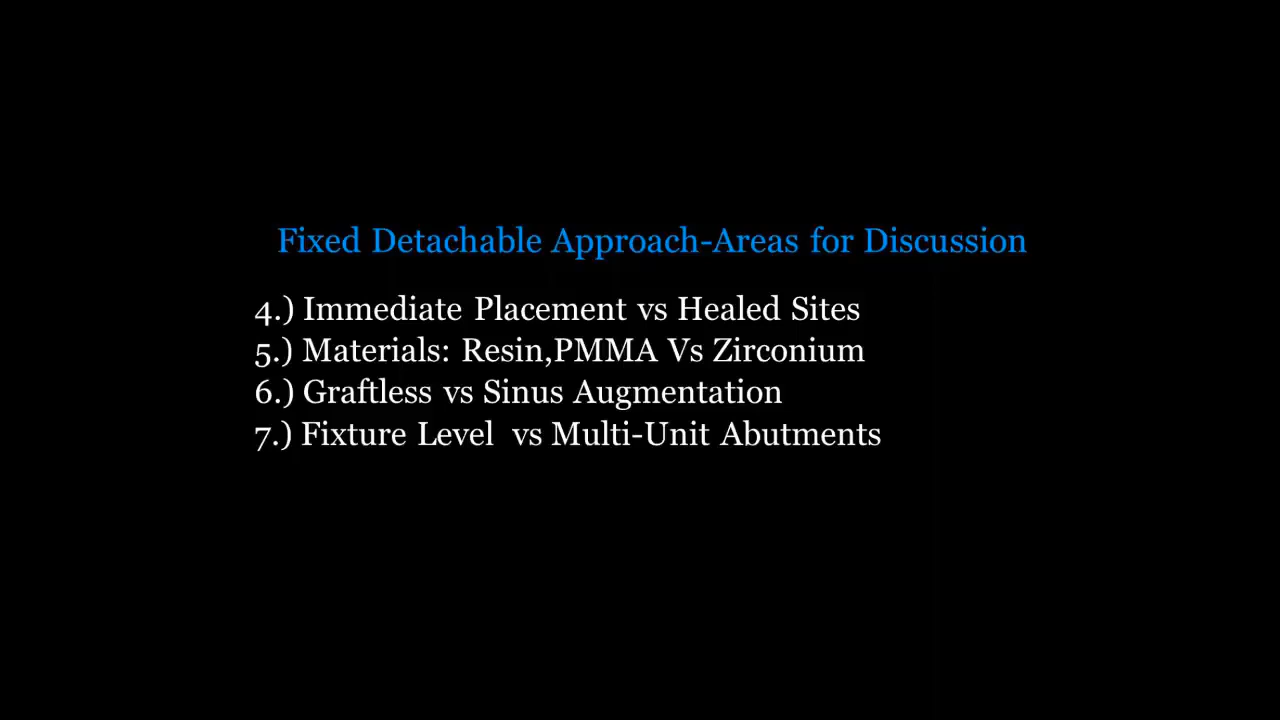 Fixed Detachable Approach-Areas for Discussion
4.) Immediate Placement vs Healed Sites
5.) Materials: Resin,PMMA Vs Zirconium
6.) Graftless vs Sinus Augmentation
7.) Fixture Level  vs Multi-Unit Abutments